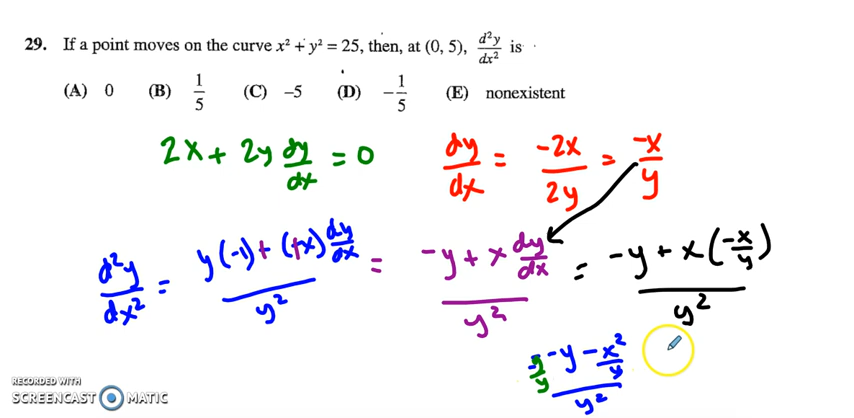 29. If a point moves on the curve x² + y² = 25, then, at (0, 5), d²y/dx² is
(A) 0 (B) 1/5 (C) –5 (D) –1/5 (E) nonexistent
2x + 2y dy/dx = 0
dy/dx = -2x/2y = -x/y
d²y/dx² = (y(-1) + (+x) dy/dx)/y² = (-y + x dy/dx)/y² = (-y + x(-x/y))/y²
(y/y -y - x²/y)/y²
RECORDED WITH
SCREENCAST O MATIC